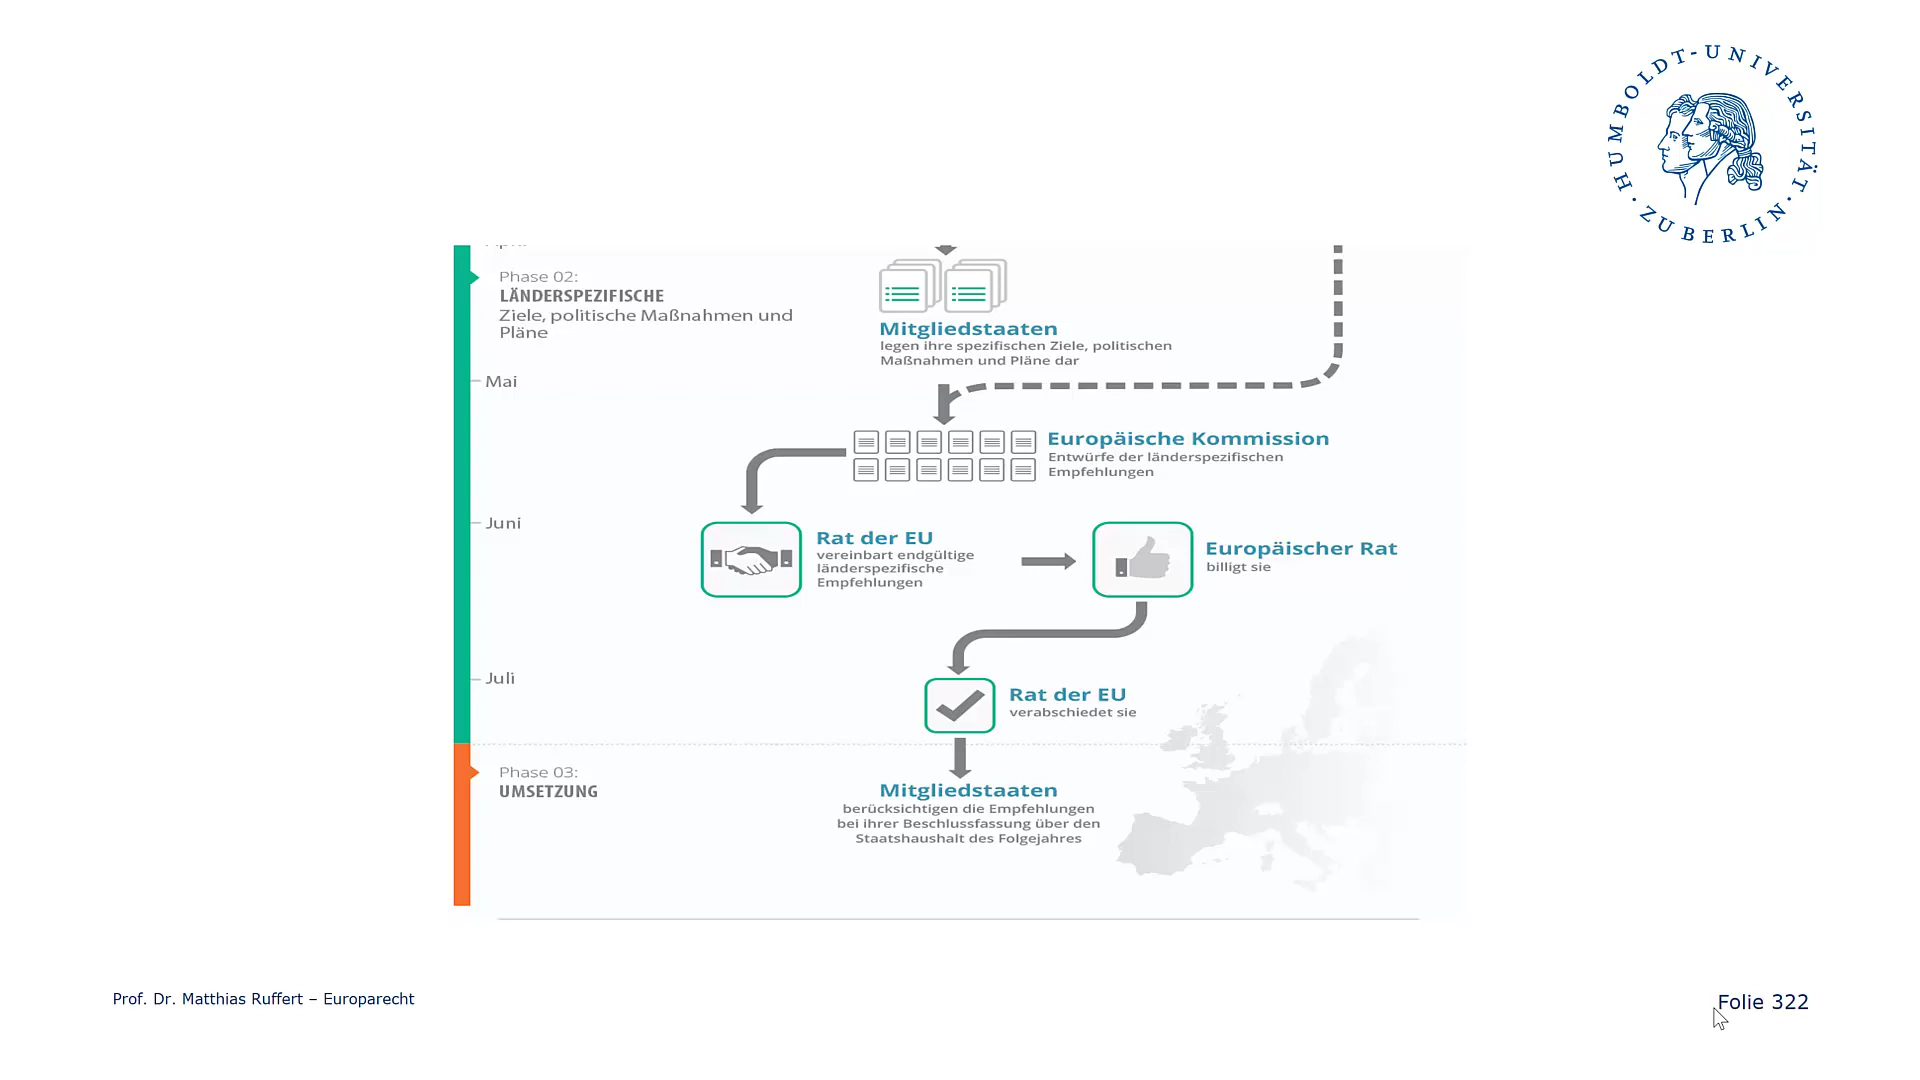 HUMBOLDT-UNIVERSITÄT · ZU BERLIN ·
Phase 02:
LÄNDERSPEZIFISCHE
Ziele, politische Maßnahmen und
Pläne
Mitgliedstaaten
legen ihre spezifischen Ziele, politischen
Maßnahmen und Pläne dar
Mai
Europäische Kommission
Entwürfe der länderspezifischen
Empfehlungen
Juni
Rat der EU
vereinbart endgültige
länderspezifische
Empfehlungen
Europäischer Rat
billigt sie
Juli
Rat der EU
verabschiedet sie
Phase 03:
UMSETZUNG
Mitgliedstaaten
berücksichtigen die Empfehlungen
bei ihrer Beschlussfassung über den
Staatshaushalt des Folgejahres
Prof. Dr. Matthias Ruffert – Europarecht
Folie 322